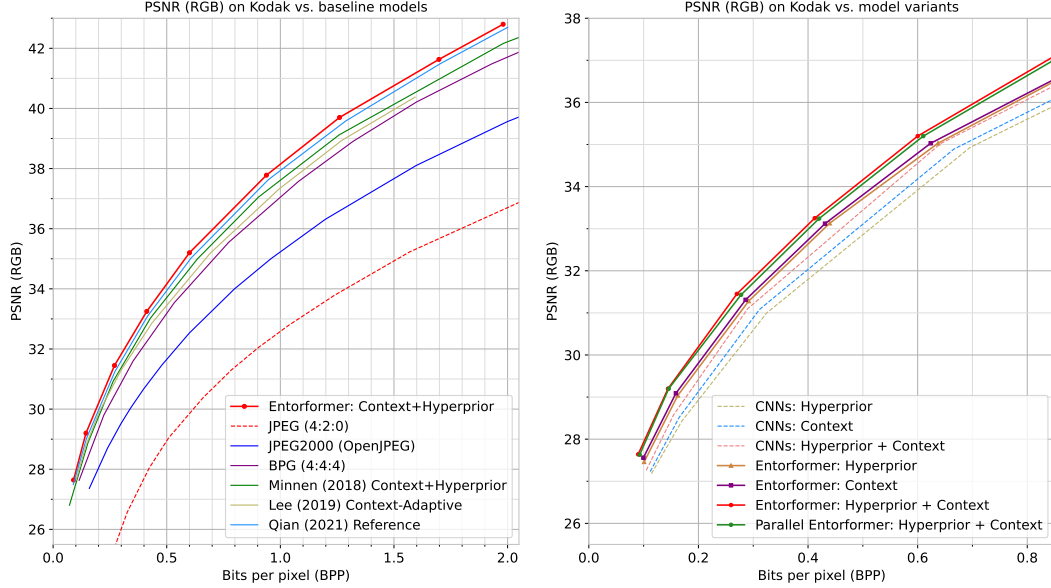 PSNR (RGB) on Kodak vs. baseline models
PSNR (RGB)
42
40
38
36
34
32
30
28
26
0.0
0.5
1.0
1.5
2.0
Bits per pixel (BPP)
Entorformer: Context+Hyperprior
JPEG (4:2:0)
JPEG2000 (OpenJPEG)
BPG (4:4:4)
Minnen (2018) Context+Hyperprior
Lee (2019) Context-Adaptive
Qian (2021) Reference
PSNR (RGB) on Kodak vs. model variants
PSNR (RGB)
38
36
34
32
30
28
26
0.0
0.2
0.4
0.6
0.8
Bits per pixel (BPP)
CNNs: Hyperprior
CNNs: Context
CNNs: Hyperprior + Context
Entorformer: Hyperprior
Entorformer: Context
Entorformer: Hyperprior + Context
Parallel Entorformer: Hyperprior + Context